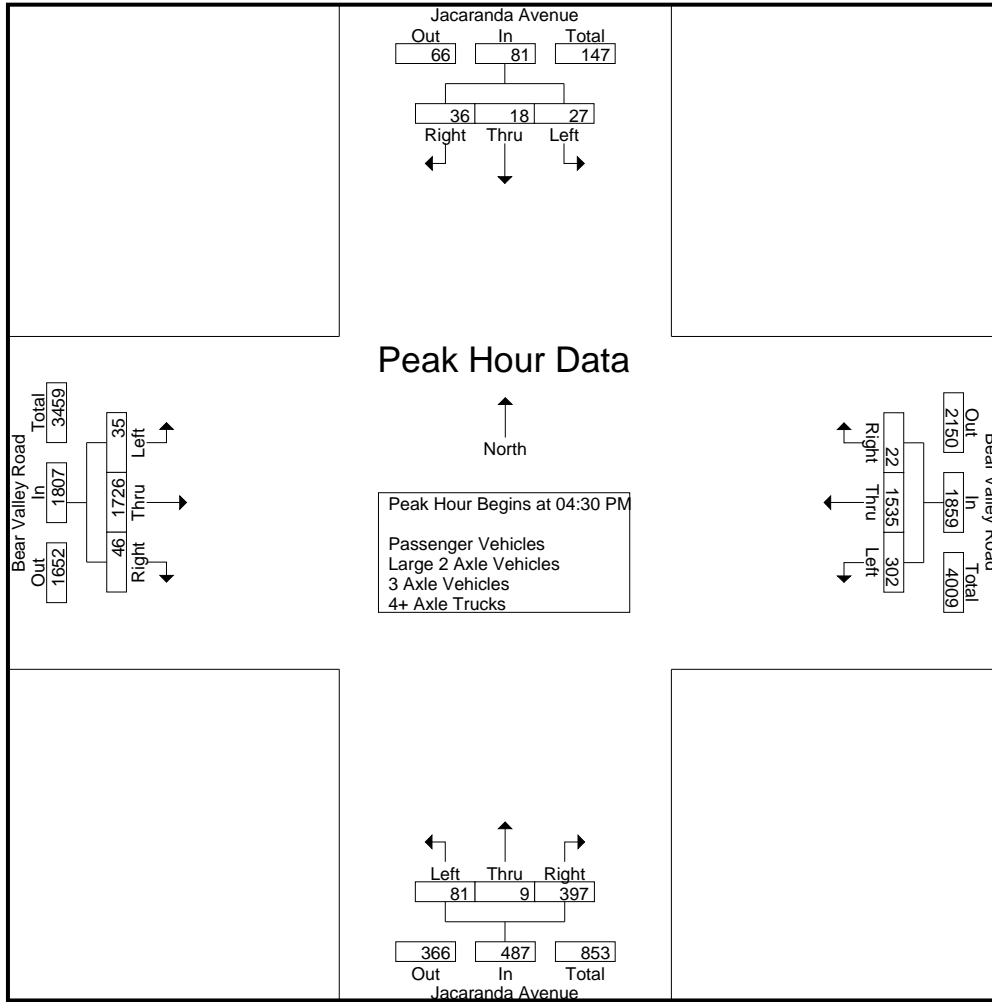 Jacaranda Avenue
Out In Total
66 81 147
36 18 27
Right Thru Left
Peak Hour Data
North
Peak Hour Begins at 04:30 PM
Passenger Vehicles
Large 2 Axle Vehicles
3 Axle Vehicles
4+ Axle Trucks
Bear Valley Road
Out In Total
1652 1807 3459
46 1726 35
Right Thru Left
Bear Valley Road
Out In Total
2150 1859 4009
22 1535 302
Right Thru Left
Left Thru Right
81 9 397
366 487 853
Out In Total
Jacaranda Avenue